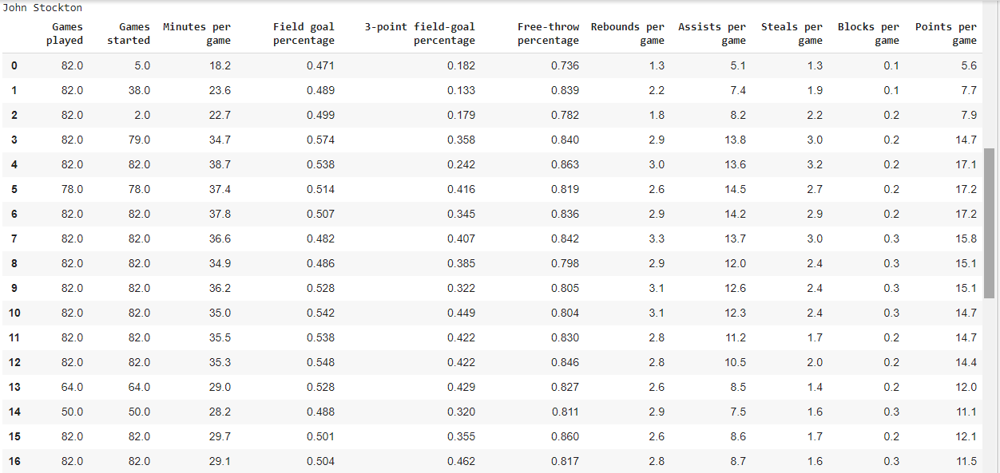 John Stockton
Games Games Minutes per Field goal 3-point field-goal Free-throw Rebounds per Assists per Steals per Blocks per Points per
played started game percentage percentage percentage game game game game game
0 82.0 5.0 18.2 0.471 0.182 0.736 1.3 5.1 1.3 0.1 5.6
1 82.0 38.0 23.6 0.489 0.133 0.839 2.2 7.4 1.9 0.1 7.7
2 82.0 2.0 22.7 0.499 0.179 0.782 1.8 8.2 2.2 0.2 7.9
3 82.0 79.0 34.7 0.574 0.358 0.840 2.9 13.8 3.0 0.2 14.7
4 82.0 82.0 38.7 0.538 0.242 0.863 3.0 13.6 3.2 0.2 17.1
5 78.0 78.0 37.4 0.514 0.416 0.819 2.6 14.5 2.7 0.2 17.2
6 82.0 82.0 37.8 0.507 0.345 0.836 2.9 14.2 2.9 0.2 17.2
7 82.0 82.0 36.6 0.482 0.407 0.842 3.3 13.7 3.0 0.3 15.8
8 82.0 82.0 34.9 0.486 0.385 0.798 2.9 12.0 2.4 0.3 15.1
9 82.0 82.0 36.2 0.528 0.322 0.805 3.1 12.6 2.4 0.3 15.1
10 82.0 82.0 35.0 0.542 0.449 0.804 3.1 12.3 2.4 0.3 14.7
11 82.0 82.0 35.5 0.538 0.422 0.830 2.8 11.2 1.7 0.2 14.7
12 82.0 82.0 35.3 0.548 0.422 0.846 2.8 10.5 2.0 0.2 14.4
13 64.0 64.0 29.0 0.528 0.429 0.827 2.6 8.5 1.4 0.2 12.0
14 50.0 50.0 28.2 0.488 0.320 0.811 2.9 7.5 1.6 0.3 11.1
15 82.0 82.0 29.7 0.501 0.355 0.860 2.6 8.6 1.7 0.2 12.1
16 82.0 82.0 29.1 0.504 0.462 0.817 2.8 8.7 1.6 0.3 11.5